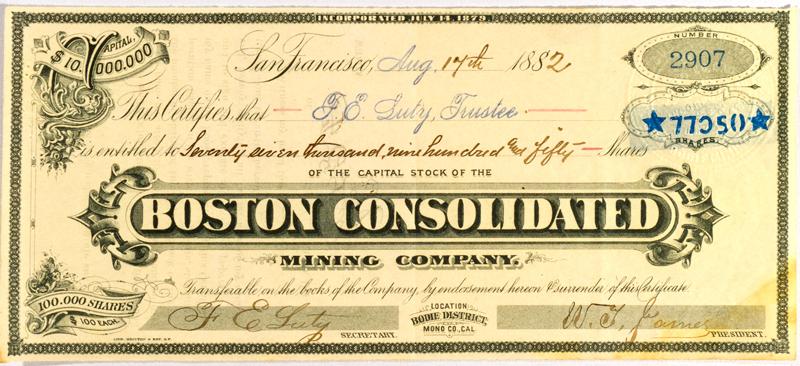 INCORPORATED JULY 14, 1879.
CAPITAL, $10,000,000
NUMBER
2907
San Francisco, Aug. 17th 1882
This Certifies, that — F. E. Luty, Trustee —
★77950★
is entitled to Seventy seven thousand, nine hundred and fifty — Shares
SHARES.
OF THE CAPITAL STOCK OF THE
BOSTON CONSOLIDATED
MINING COMPANY.
Transferable on the books of the Company, by endorsement hereon & surrender of this Certificate.
100.000 SHARES
$ 100 EACH.
F E Luty
SECRETARY.
LOCATION
BODIE DISTRICT,
MONO CO., CAL.
W. T.
PRESIDENT.